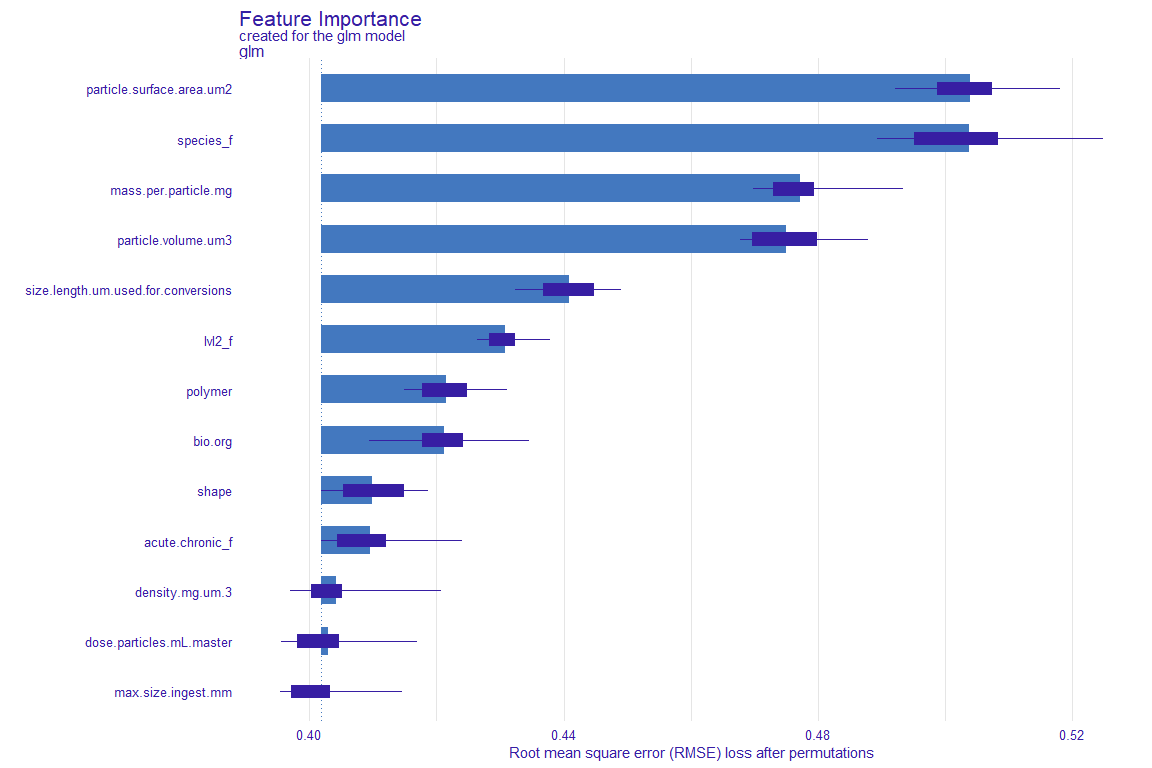 Feature Importance
created for the glm model
glm
particle.surface.area.um2
species_f
mass.per.particle.mg
particle.volume.um3
size.length.um.used.for.conversions
lvl2_f
polymer
bio.org
shape
acute.chronic_f
density.mg.um.3
dose.particles.mL.master
max.size.ingest.mm
0.40 0.44 0.48 0.52
Root mean square error (RMSE) loss after permutations